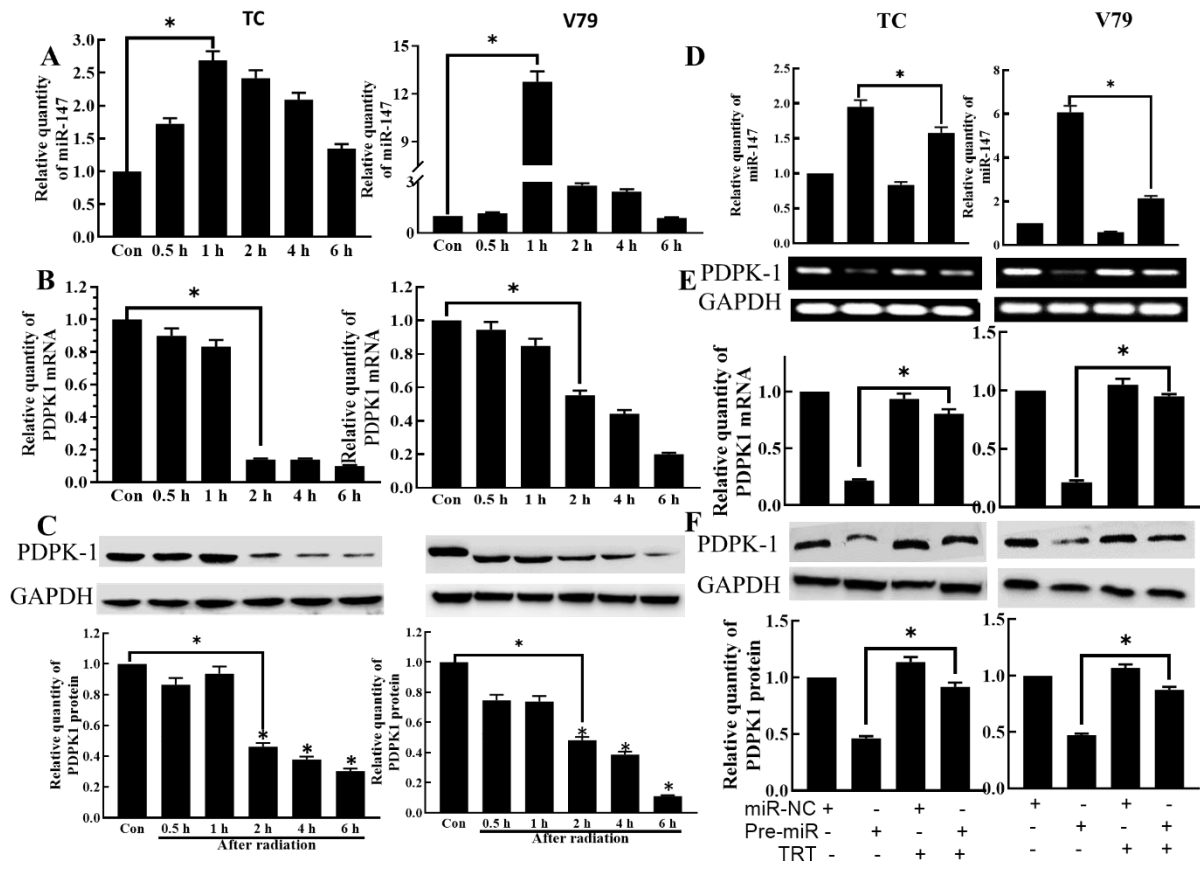 TC
V79
TC
V79
A
Relative quantity
of miR-147
3.0
2.5
2.0
1.5
1.0
0.5
0.0
*
Con 0.5 h 1 h 2 h 4 h 6 h
Relative quantity
of miR-147
15
12
9
3
0
*
Con 0.5 h 1 h 2 h 4 h 6 h
B
Relative quantity of
PDPK1 mRNA
1.2
1.0
0.8
0.6
0.4
0.2
0.0
*
Con 0.5 h 1 h 2 h 4 h 6 h
Relative quantity of
PDPK1 mRNA
1.2
1.0
0.8
0.6
0.4
0.2
0.0
*
Con 0.5 h 1 h 2 h 4 h 6 h
C
PDPK-1
GAPDH
Relative quantity of
PDPK1 protein
1.2
1.0
0.8
0.6
0.4
0.2
0.0
*
* * *
Con 0.5 h 1 h 2 h 4 h 6 h
After radiation
Relative quantity of
PDPK1 protein
1.2
1.0
0.8
0.6
0.4
0.2
0.0
*
* * *
Con 0.5 h 1 h 2 h 4 h 6 h
After radiation
D
Relative quantity of
miR-147
2.5
2.0
1.5
1.0
0.5
0.0
*
Relative quantity of
miR-147
8
6
4
2
0
*
E
PDPK-1
GAPDH
Relative quantity of
PDPK1 mRNA
1.5
1.0
0.5
0.0
*
1.5
1.0
0.5
0.0
*
F
PDPK-1
GAPDH
Relative quantity of
PDPK1 protein
1.5
1.0
0.5
0.0
*
1.5
1.0
0.5
0.0
*
miR-NC + - + - + - + -
Pre-miR - + - + - + - +
TRT - - + + - - + +